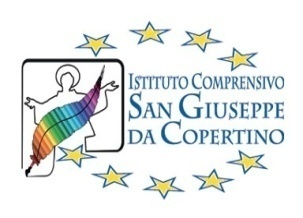 ISTITUTO COMPRENSIVO
SAN GIUSEPPE
DA COPERTINO